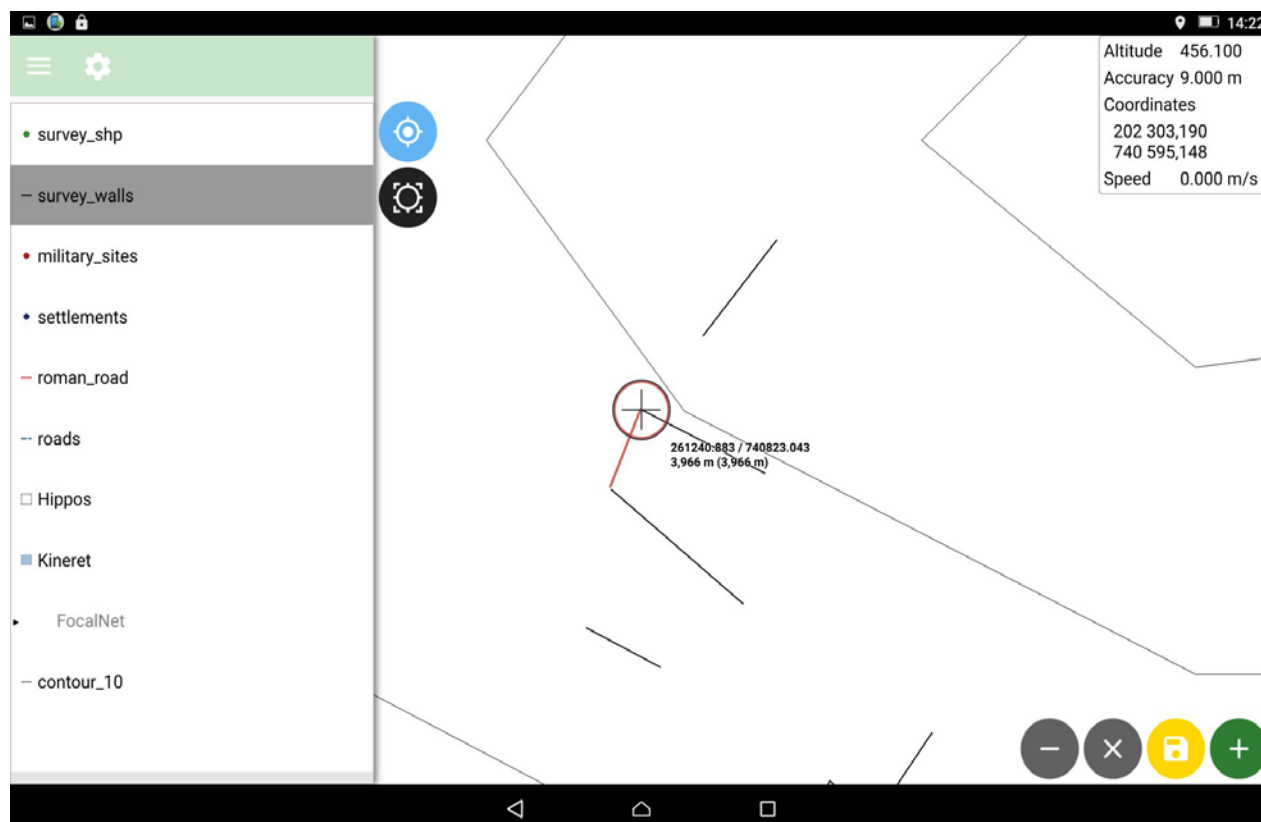 14:22
Altitude 456.100
Accuracy 9.000 m
Coordinates
202 303,190
740 595,148
Speed 0.000 m/s
survey_shp
survey_walls
military_sites
settlements
roman_road
roads
Hippos
Kineret
FocalNet
contour_10
261240.883 / 740823.043
3,966 m (3,966 m)